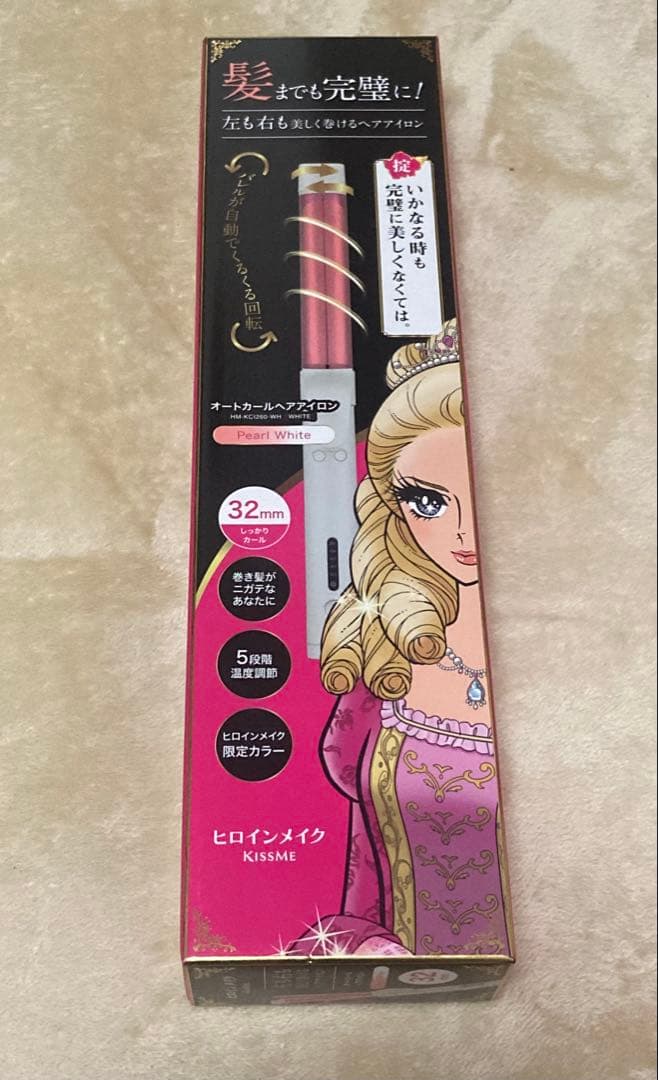 髪までも完璧に!
左も右も美しく巻けるヘアアイロン
掟
いかなる時も
完璧に美しくなくては。
バレルが自動でくるくる回転
オートカールヘアアイロン
HM-KCI260-WH WHITE
Pearl White
32mm
しっかり
カール
巻き髪が
ニガテな
あなたに
5段階
温度調節
ヒロインメイク
限定カラー
ヒロインメイク
KISSME
32